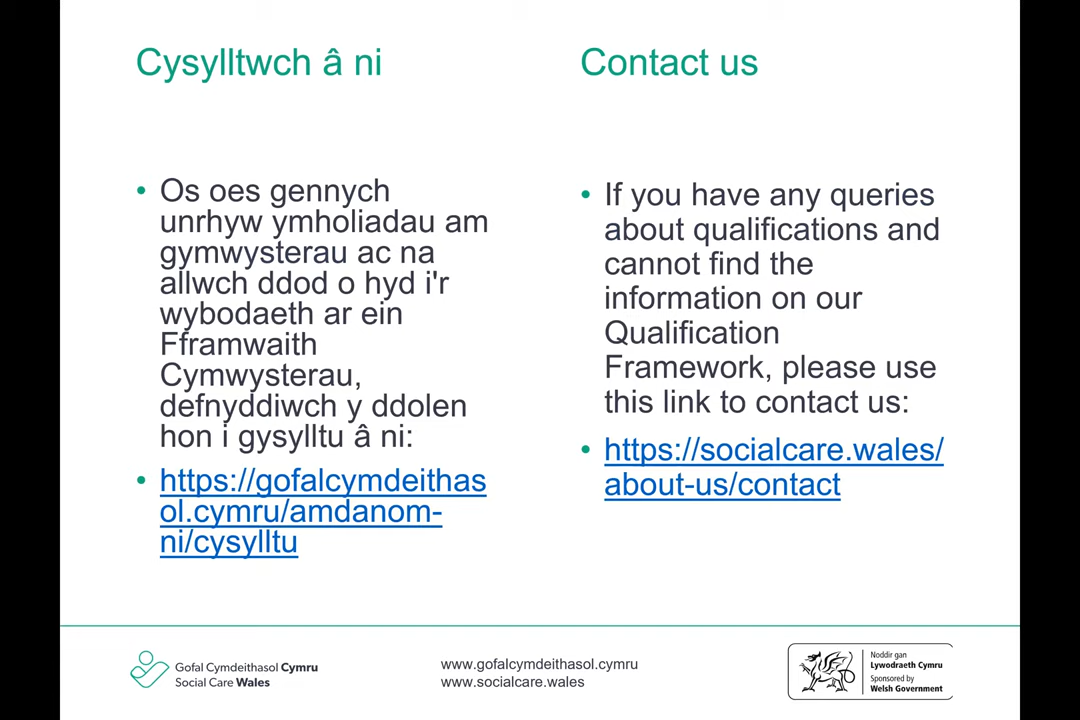 Cysylltwch â ni
Os oes gennych
unrhyw ymholiadau am
gymwysterau ac na
allwch ddod o hyd i'r
wybodaeth ar ein
Fframwaith
Cymwysterau,
defnyddiwch y ddolen
hon i gysylltu â ni:
https://gofalcymdeithas
ol.cymru/amdanom-
ni/cysylltu
Contact us
If you have any queries
about qualifications and
cannot find the
information on our
Qualification
Framework, please use
this link to contact us:
https://socialcare.wales/
about-us/contact
Gofal Cymdeithasol Cymru
Social Care Wales
www.gofalcymdeithasol.cymru
www.socialcare.wales
Noddir gan
Lywodraeth Cymru
Sponsored by
Welsh Government